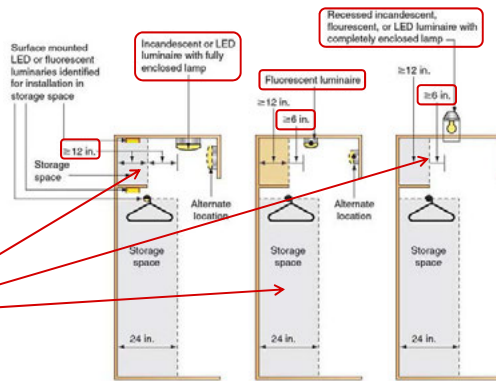 Surface mounted
LED or fluorescent
luminaries identified
for installation in
storage space
Incandescent or LED
luminaire with fully
enclosed lamp
≥12 in.
Storage
space
Alternate
location
Storage
space
24 in.
Fluorescent luminaire
≥12 in.
≥6 in.
Alternate
location
Storage
space
24 in.
Recessed incandescent,
flourescent, or LED luminaire with
completely enclosed lamp
≥12 in.
≥6 in.
Storage
space
24 in.